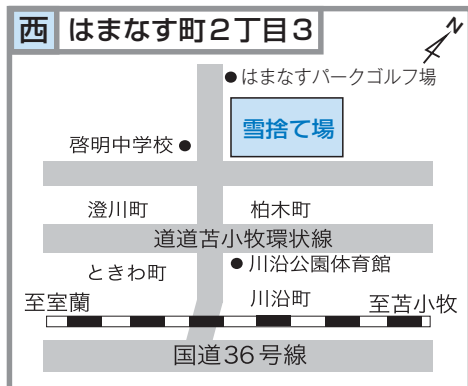 西 はまなす町2丁目3
N
はまなすパークゴルフ場
雪捨て場
啓明中学校
澄川町 柏木町
道道苫小牧環状線
ときわ町 川沿公園体育館
至室蘭 川沿町 至苫小牧
国道36号線